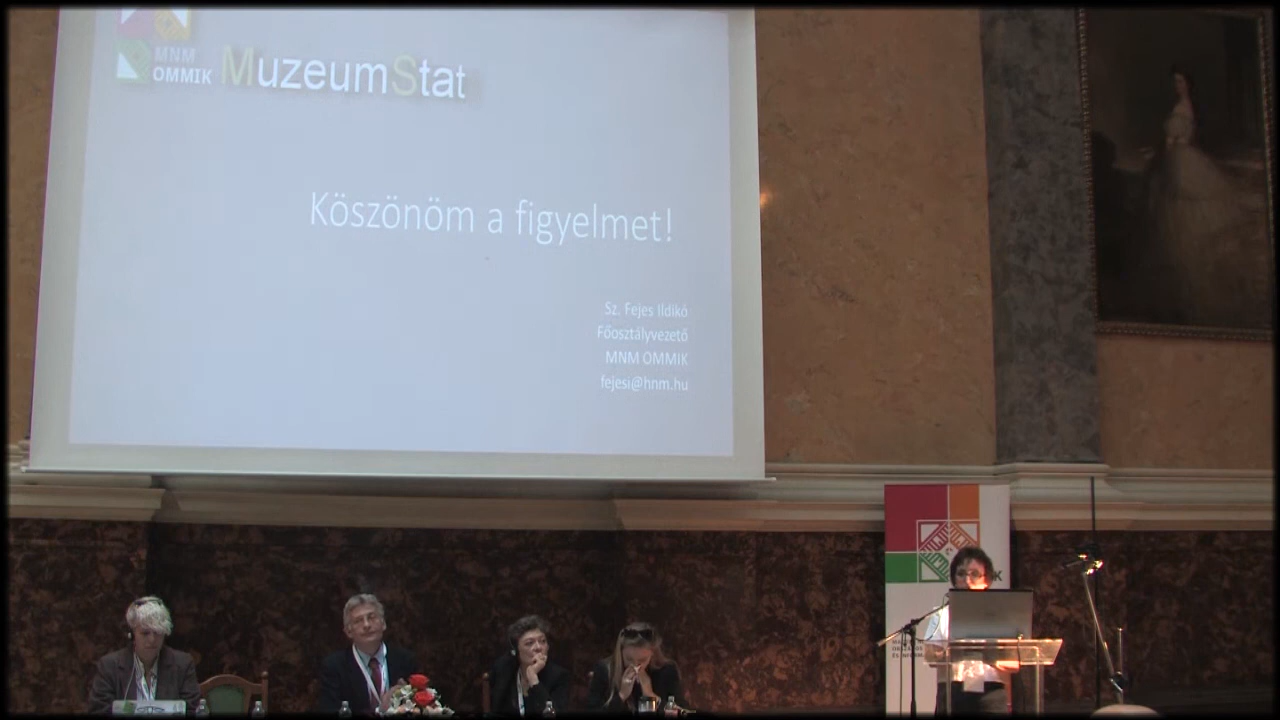 MNM
OMMIK
MuzeumStat
Köszönöm a figyelmet!
Sz. Fejes Ildikó
Főosztályvezető
MNM OMMIK
fejesi@hnm.hu